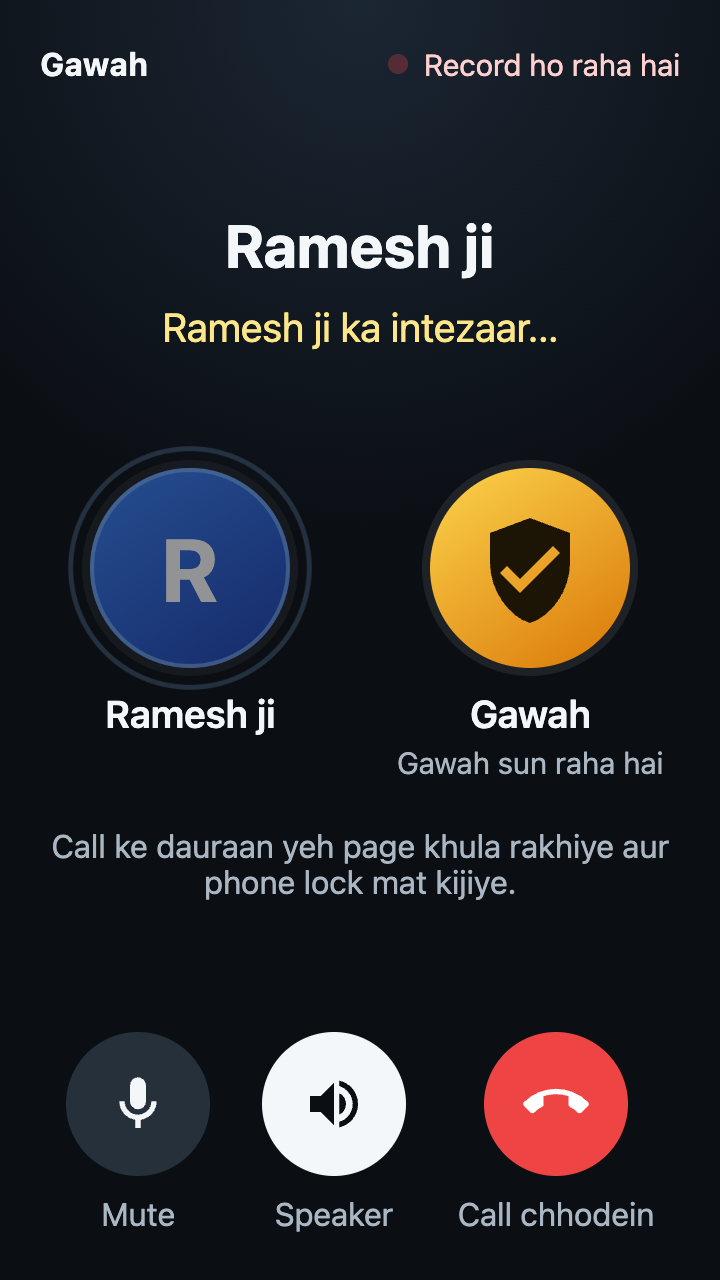 Gawah
Record ho raha hai
Ramesh ji
Ramesh ji ka intezaar...
R
Ramesh ji
Gawah
Gawah sun raha hai
Call ke dauraan yeh page khula rakhiye aur
phone lock mat kijiye.
Mute
Speaker
Call chhodein